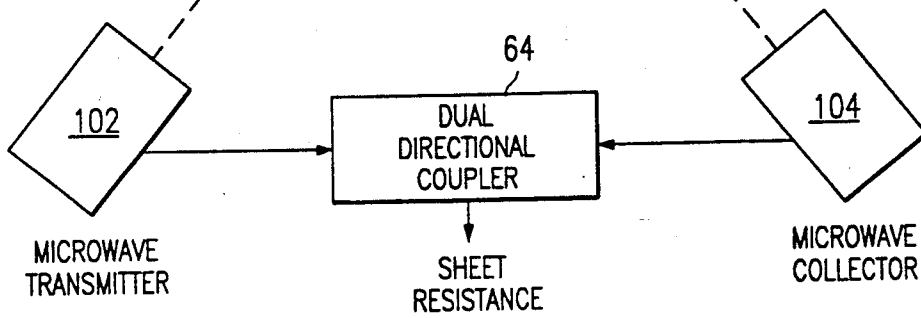 64
102
DUAL
DIRECTIONAL
COUPLER
104
MICROWAVE
TRANSMITTER
SHEET
RESISTANCE
MICROWAVE
COLLECTOR